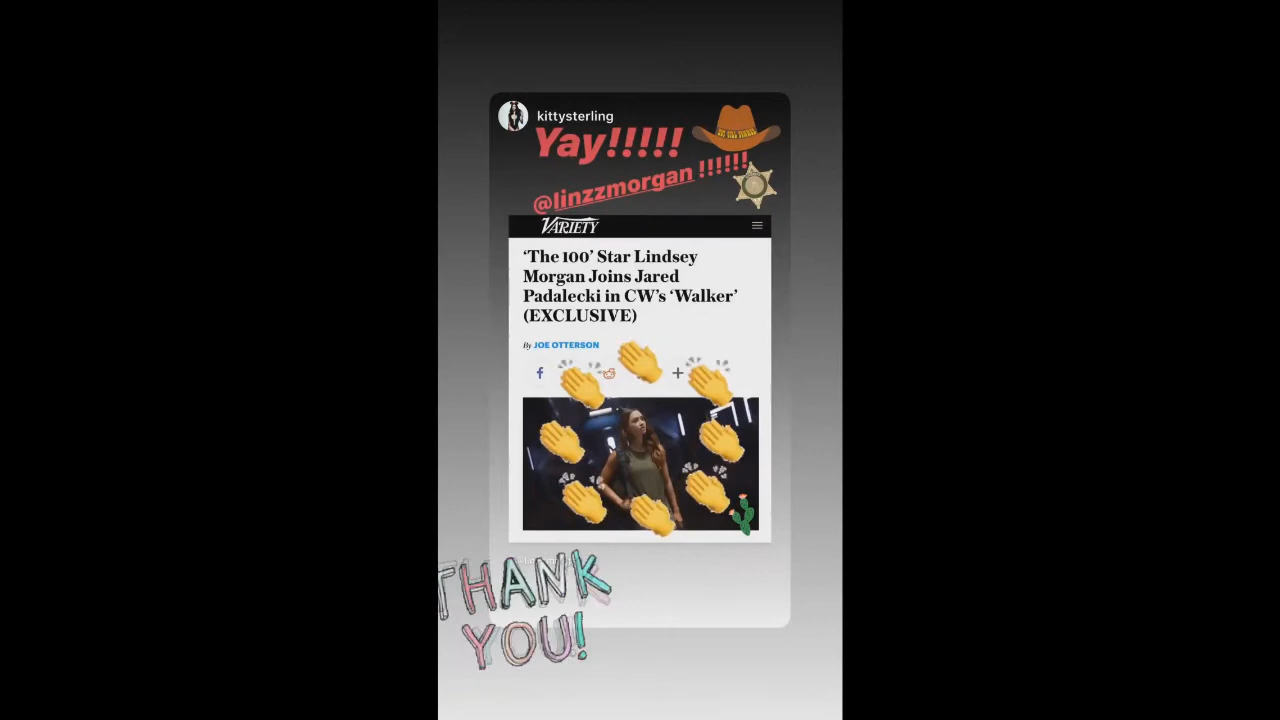 kittysterling
Yay!!!!!
@linzzmorgan !!!!!!
VARIETY
‘The 100’ Star Lindsey
Morgan Joins Jared
Padalecki in CW’s ‘Walker’
(EXCLUSIVE)
By JOE OTTERSON
THANK
YOU!